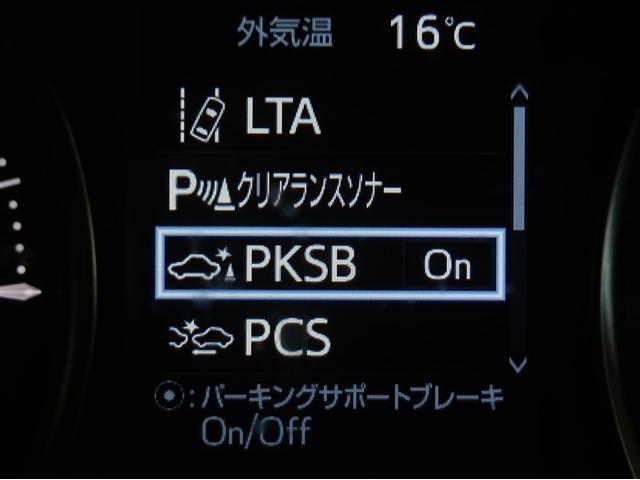 外気温 16℃
LTA
Pクリアランスソナー
PKSB On
PCS
:パーキングサポートブレーキ
On/Off